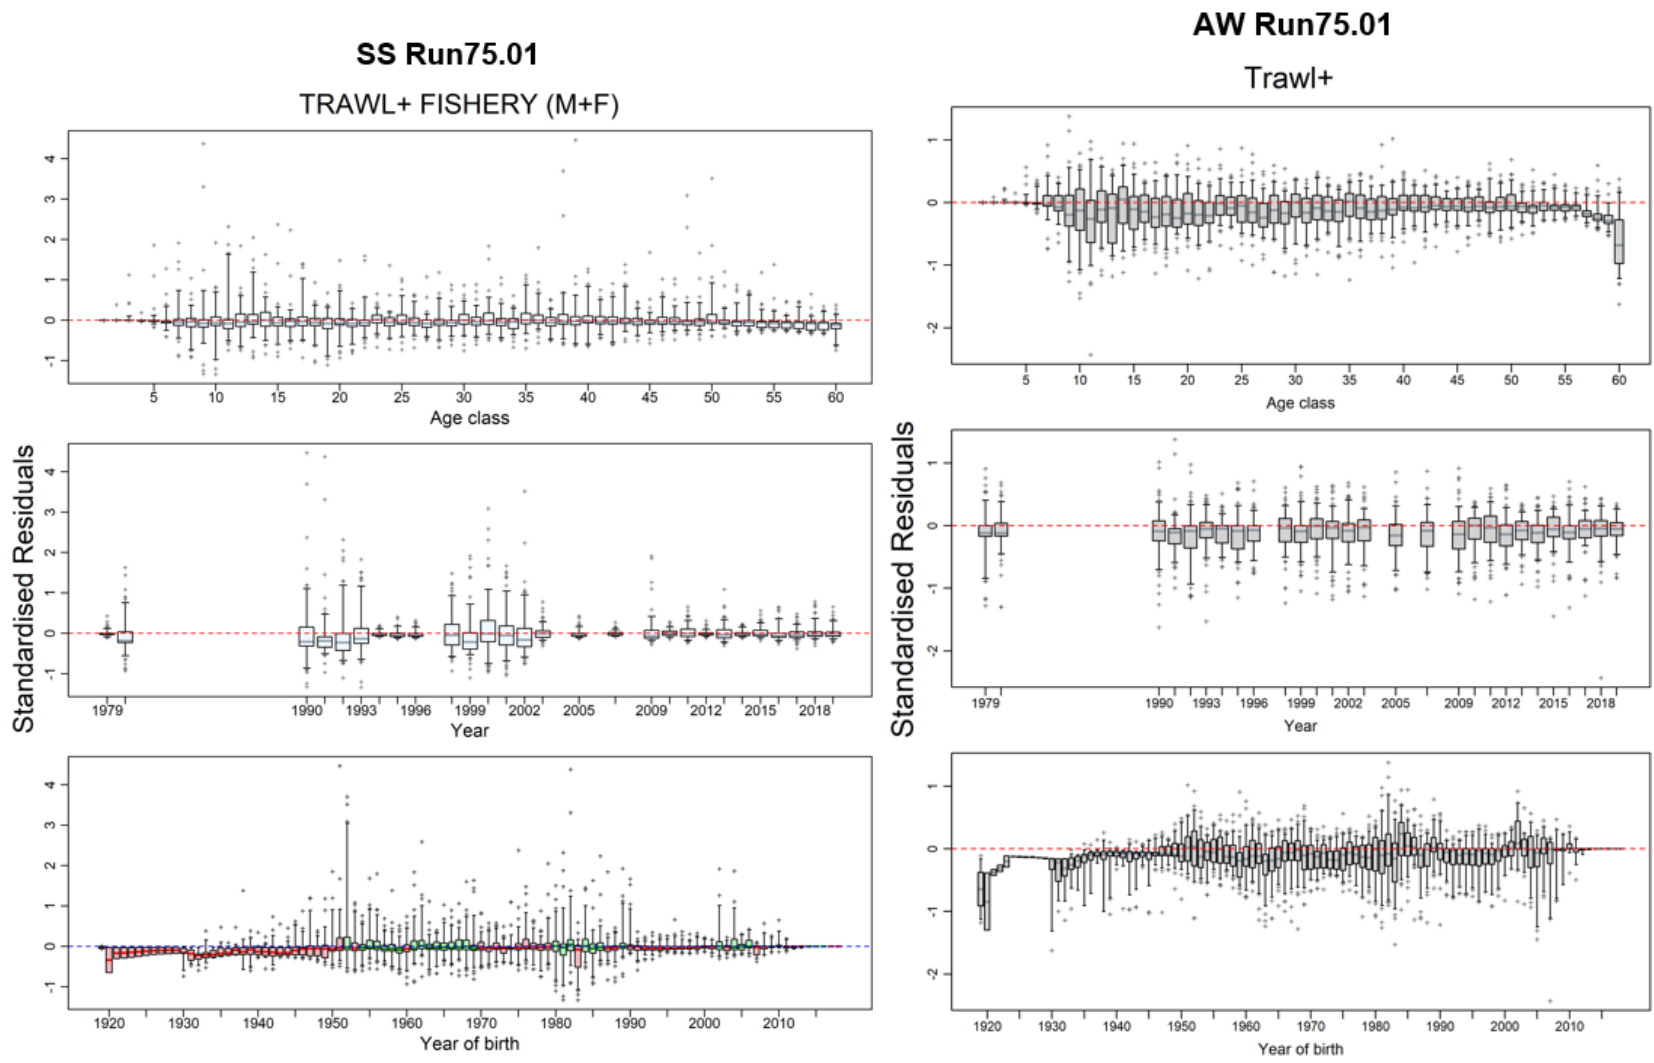 SS Run75.01
TRAWL+ FISHERY (M+F)
4
3
2
1
0
-1
5 10 15 20 25 30 35 40 45 50 55 60
Age class
4
3
2
1
0
-1
1979 1990 1993 1996 1999 2002 2005 2009 2012 2015 2018
Year
4
3
2
1
0
-1
1920 1930 1940 1950 1960 1970 1980 1990 2000 2010
Year of birth
Standardised Residuals
AW Run75.01
Trawl+
1
0
-1
-2
5 10 15 20 25 30 35 40 45 50 55 60
Age class
1
0
-1
-2
1979 1990 1993 1996 1999 2002 2005 2009 2012 2015 2018
Year
1
0
-1
-2
1920 1930 1940 1950 1960 1970 1980 1990 2000 2010
Year of birth
Standardised Residuals